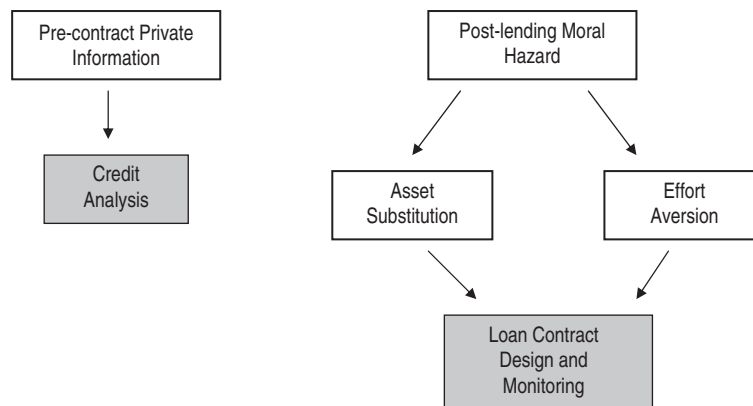 Pre-contract Private
Information
Post-lending Moral
Hazard
Credit
Analysis
Asset
Substitution
Effort
Aversion
Loan Contract
Design and
Monitoring